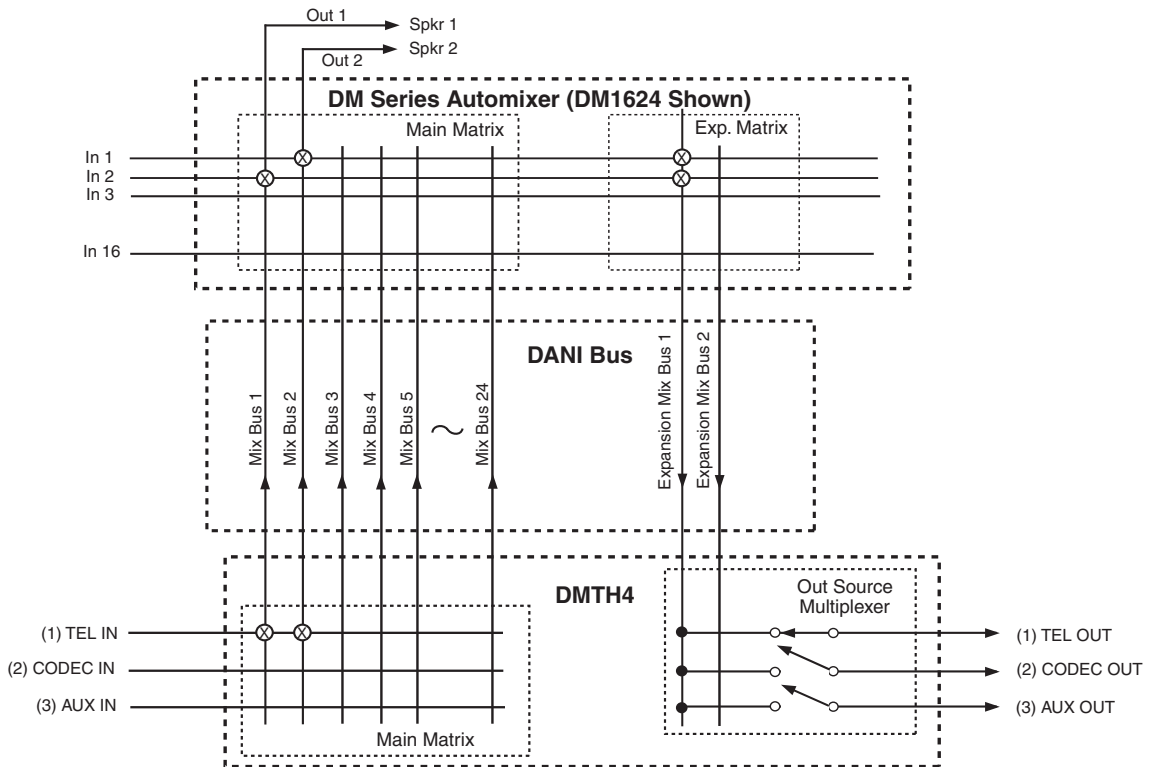 Out 1
Spkr 1
Spkr 2
Out 2
DM Series Automixer (DM1624 Shown)
Main Matrix
Exp. Matrix
In 1
In 2
In 3
In 16
DANI Bus
Mix Bus 1
Mix Bus 2
Mix Bus 3
Mix Bus 4
Mix Bus 5
Mix Bus 24
Expansion Mix Bus 1
Expansion Mix Bus 2
DMTH4
Out Source
Multiplexer
(1) TEL IN
(2) CODEC IN
(3) AUX IN
(1) TEL OUT
(2) CODEC OUT
(3) AUX OUT
Main Matrix